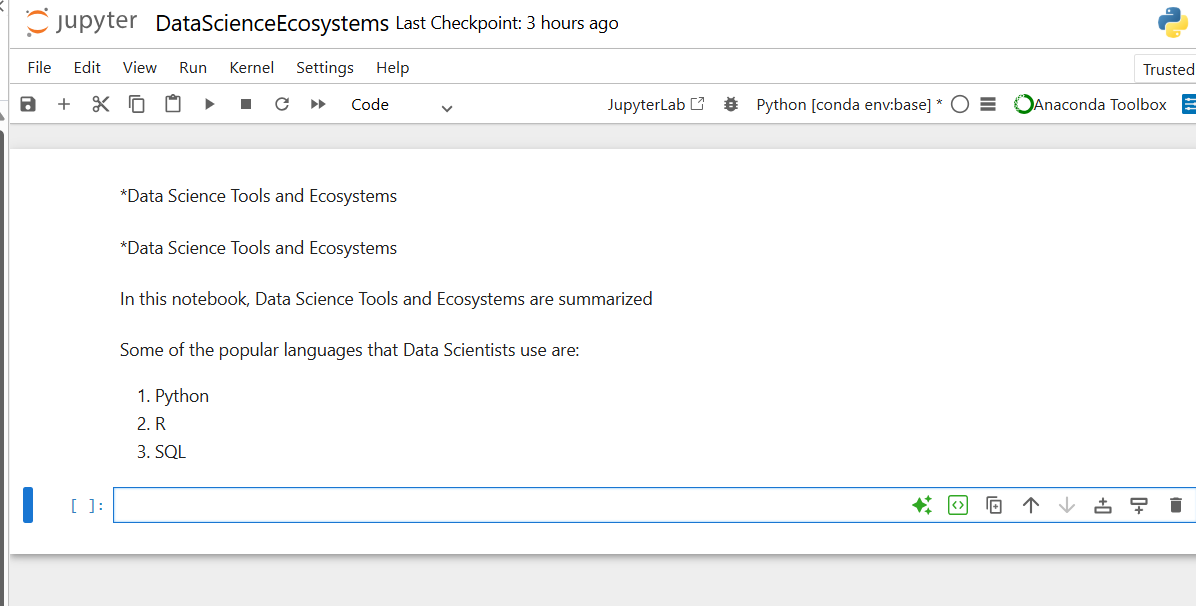 jupyter DataScienceEcosystems Last Checkpoint: 3 hours ago
File Edit View Run Kernel Settings Help Trusted
Code JupyterLab Python [conda env:base] * Anaconda Toolbox
*Data Science Tools and Ecosystems
*Data Science Tools and Ecosystems
In this notebook, Data Science Tools and Ecosystems are summarized
Some of the popular languages that Data Scientists use are:
1. Python
2. R
3. SQL
[ ]: